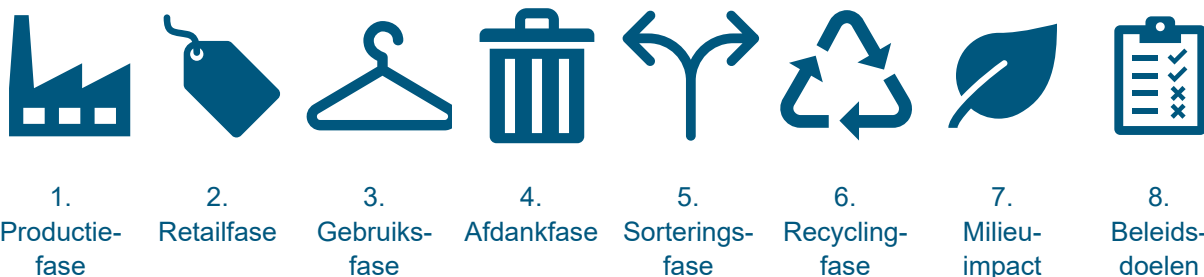 1.
Productie-
fase
2.
Retailfase
3.
Gebruiks-
fase
4.
Afdankfase
5.
Sorterings-
fase
6.
Recycling-
fase
7.
Milieu-
impact
8.
Beleids-
doelen